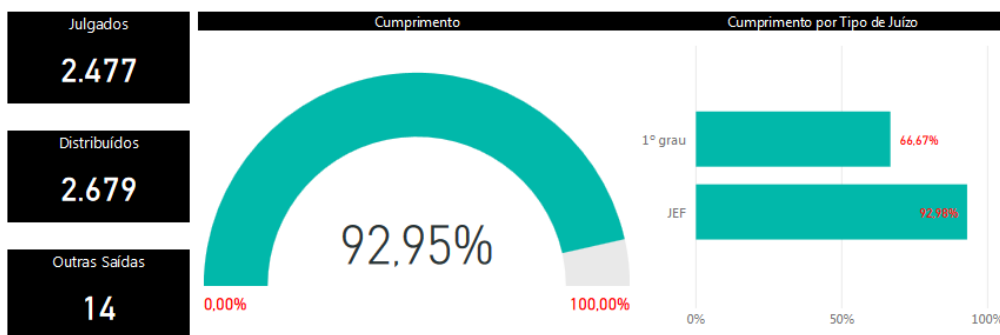 Julgados
2.477
Distribuídos
2.679
Outras Saídas
14
Cumprimento
92,95%
0,00%
100,00%
Cumprimento por Tipo de Juízo
1º grau
66,67%
JEF
92,98%
0%
50%
100%